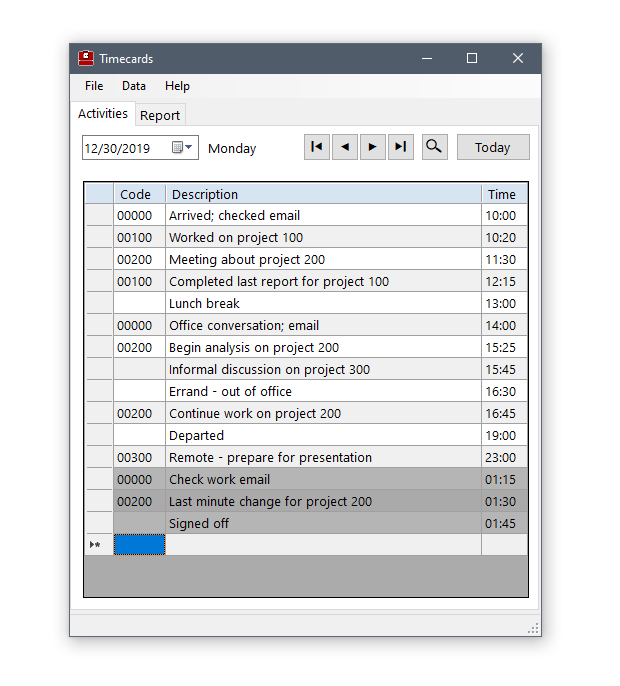 Timecards
File Data Help
Activities Report
12/30/2019 Monday Today
Code Description Time
00000 Arrived; checked email 10:00
00100 Worked on project 100 10:20
00200 Meeting about project 200 11:30
00100 Completed last report for project 100 12:15
Lunch break 13:00
00000 Office conversation; email 14:00
00200 Begin analysis on project 200 15:25
Informal discussion on project 300 15:45
Errand - out of office 16:30
00200 Continue work on project 200 16:45
Departed 19:00
00300 Remote - prepare for presentation 23:00
00000 Check work email 01:15
00200 Last minute change for project 200 01:30
Signed off 01:45